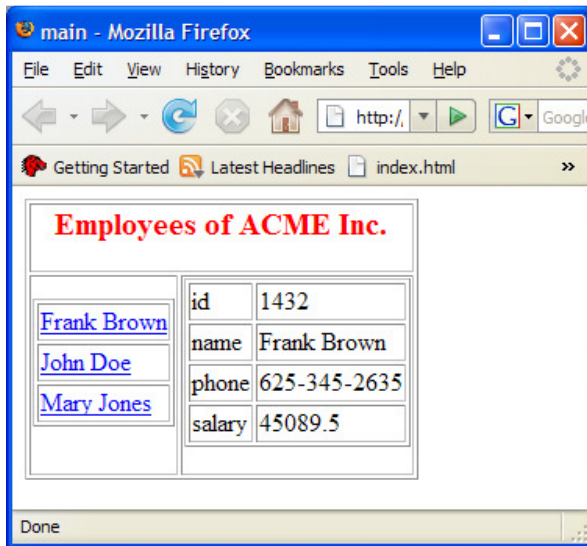 main - Mozilla Firefox
File Edit View History Bookmarks Tools Help
http:/ G Google
Getting Started Latest Headlines index.html »
Employees of ACME Inc.
Frank Brown
John Doe
Mary Jones
id 1432
name Frank Brown
phone 625-345-2635
salary 45089.5
Done